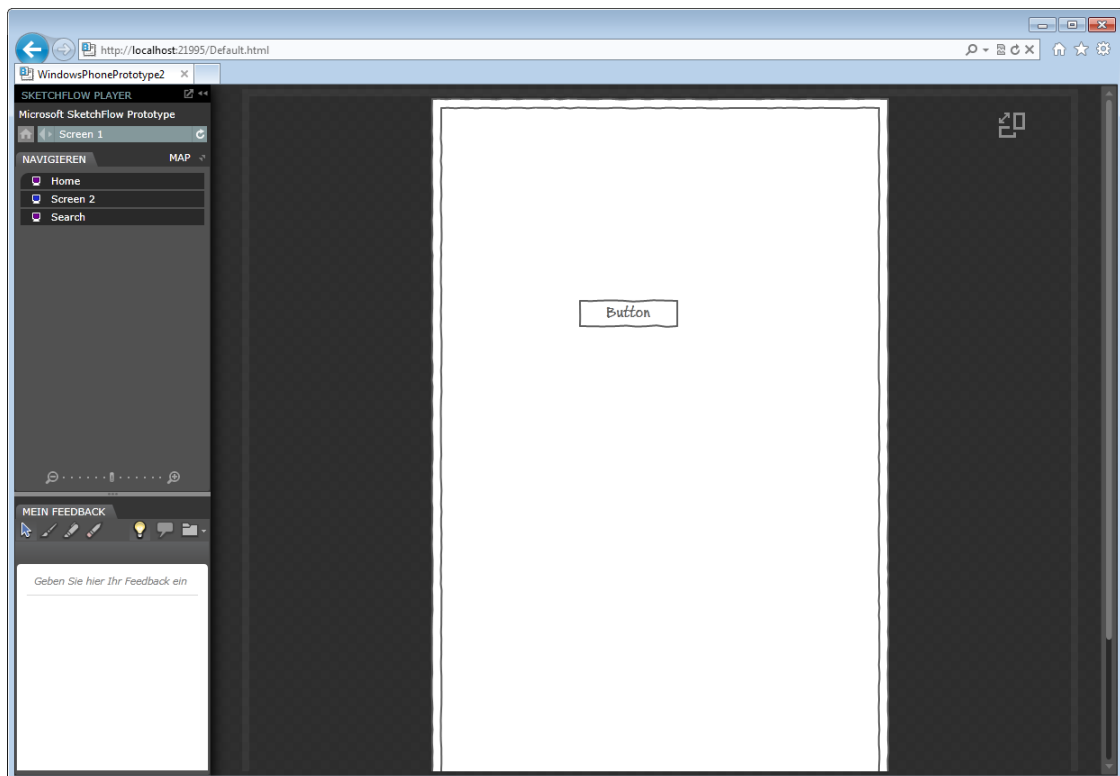 http://localhost:21995/Default.html
WindowsPhonePrototype2
SKETCHFLOW PLAYER
Microsoft SketchFlow Prototype
Screen 1
NAVIGIEREN MAP
Home
Screen 2
Search
Button
MEIN FEEDBACK
Geben Sie hier Ihr Feedback ein